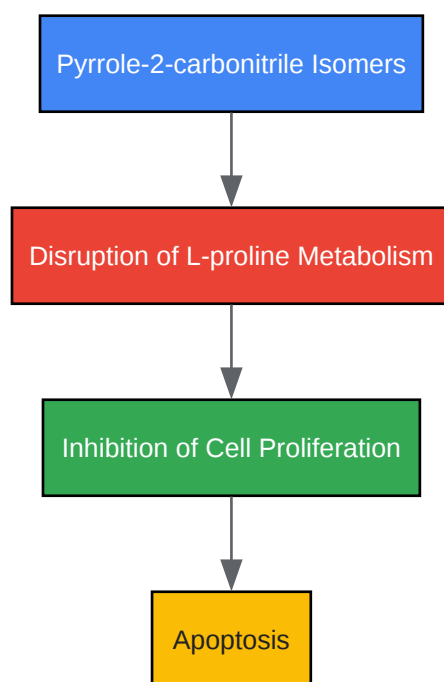 Pyrrole-2-carbonitrile Isomers
Disruption of L-proline Metabolism
Inhibition of Cell Proliferation
Apoptosis